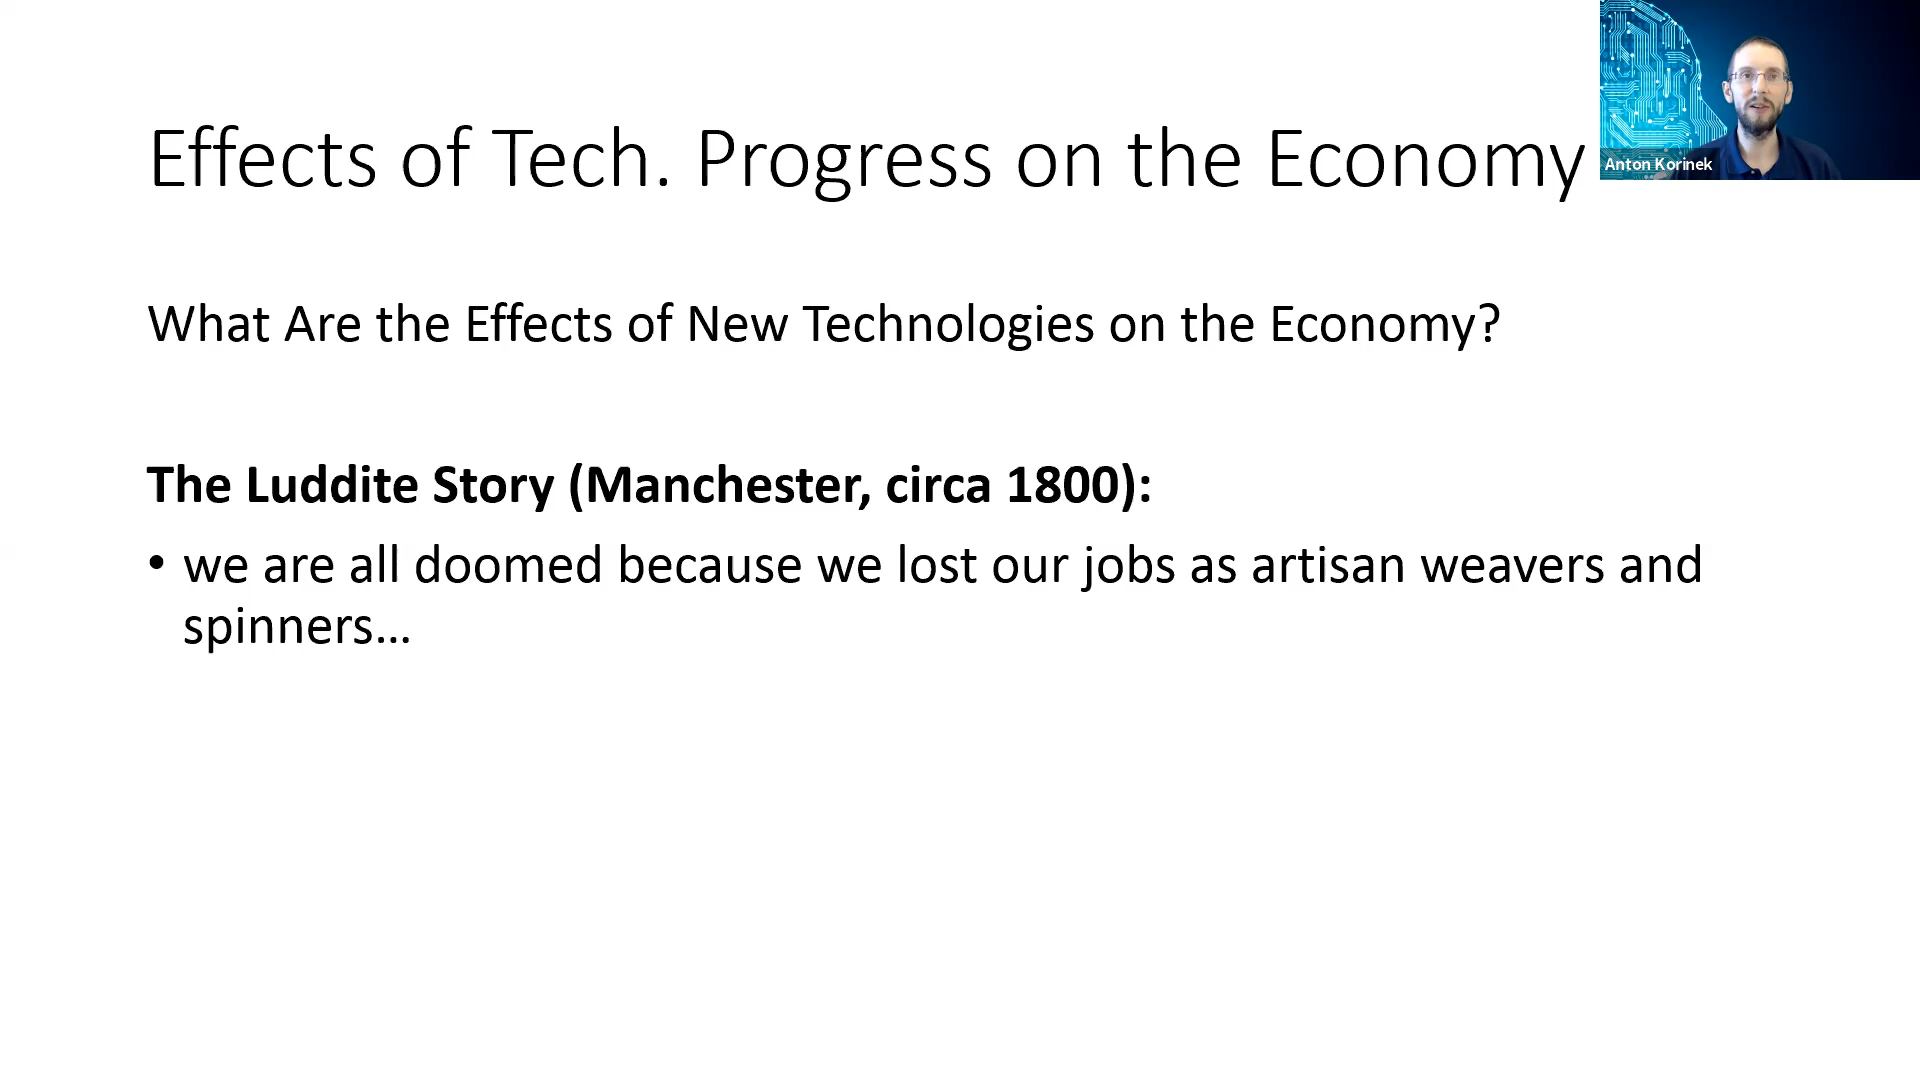 Effects of Tech. Progress on the Economy
Anton Korinek
What Are the Effects of New Technologies on the Economy?
The Luddite Story (Manchester, circa 1800):
• we are all doomed because we lost our jobs as artisan weavers and
spinners…